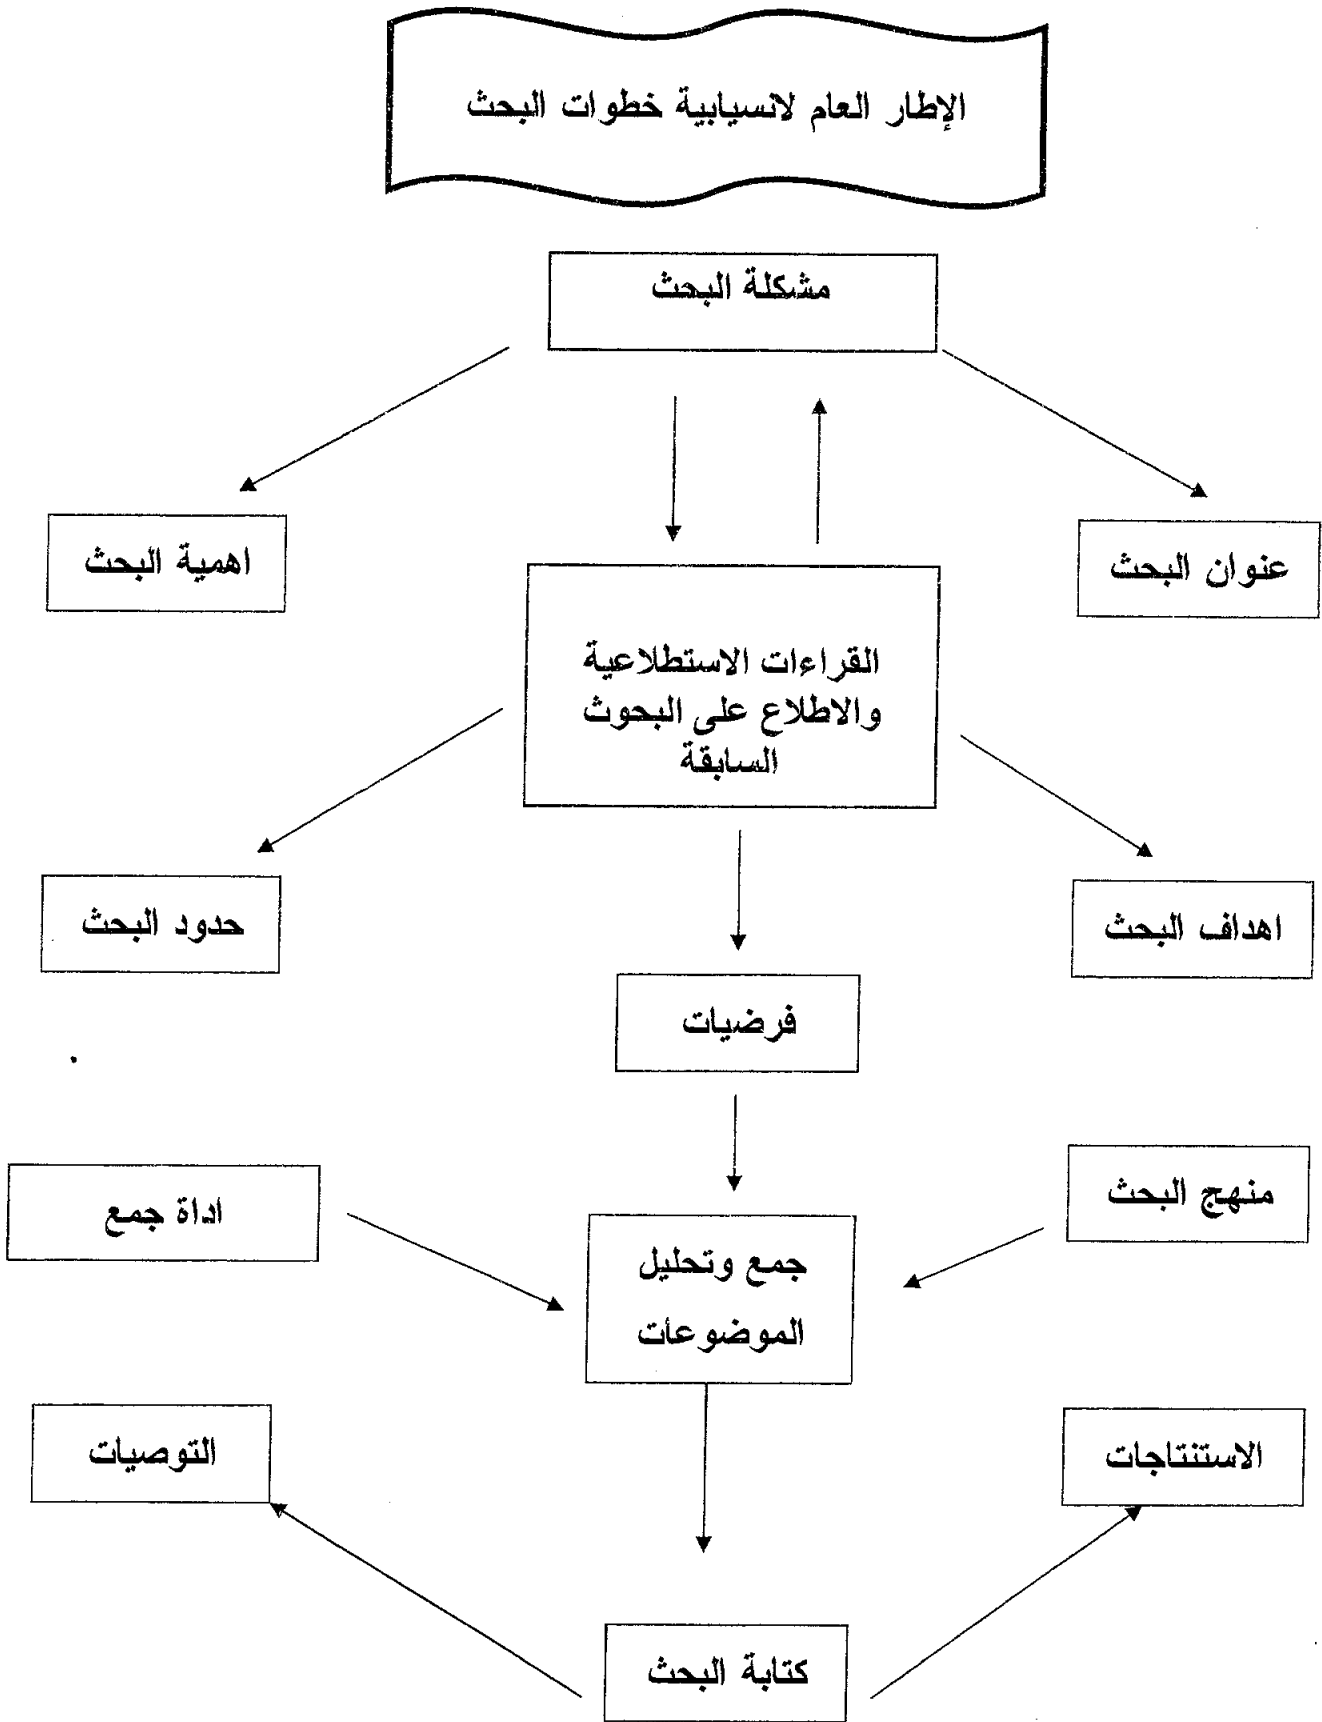 الإطار العام لانسيابية خطوات البحث
مشكلة البحث
عنوان البحث
اهمية البحث
القراءات الاستطلاعية
والاطلاع على البحوث
السابقة
اهداف البحث
حدود البحث
فرضيات
منهج البحث
اداة جمع
جمع وتحليل
الموضوعات
الاستنتاجات
التوصيات
كتابة البحث